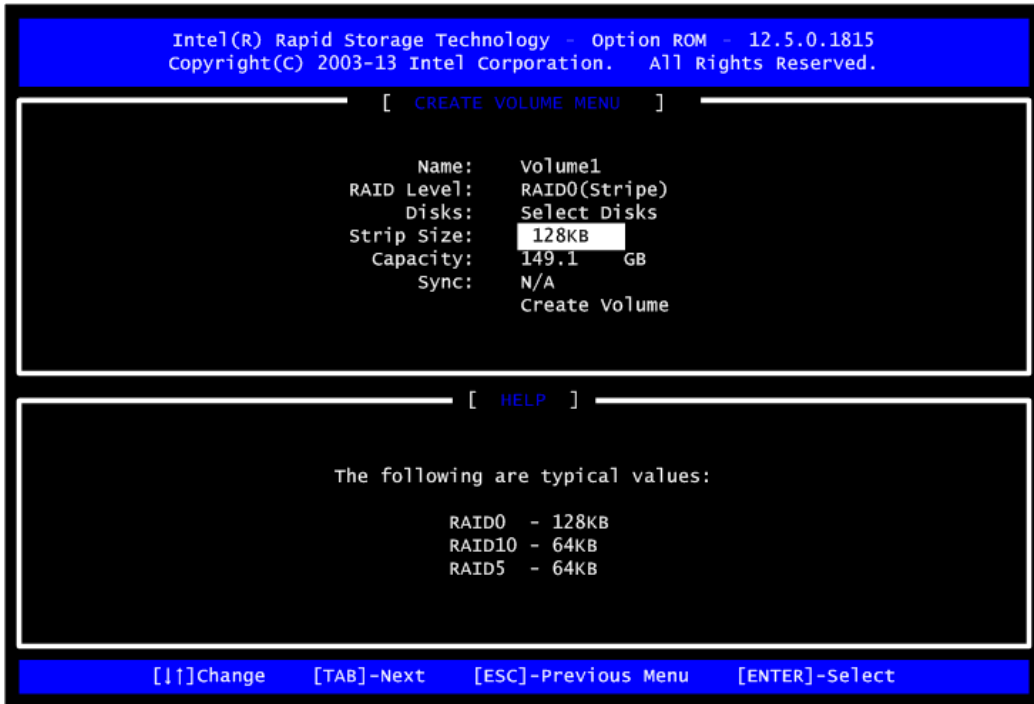 Intel(R) Rapid Storage Technology - Option ROM - 12.5.0.1815
Copyright(C) 2003-13 Intel Corporation. All Rights Reserved.
[ CREATE VOLUME MENU ]
Name: Volume1
RAID Level: RAID0(Stripe)
Disks: Select Disks
Strip Size: 128KB
Capacity: 149.1 GB
Sync: N/A
Create Volume
[ HELP ]
The following are typical values:
RAID0 - 128KB
RAID10 - 64KB
RAID5 - 64KB
[↓↑]Change [TAB]-Next [ESC]-Previous Menu [ENTER]-Select